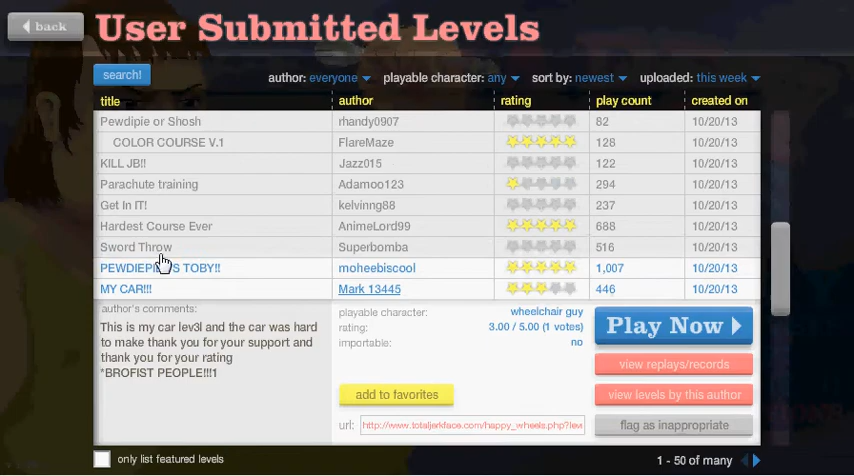 back
User Submitted Levels
search!
author: everyone playable character: any sort by: newest uploaded: this week
title author rating play count created on
Pewdipie or Shosh rhandy0907 82 10/20/13
COLOR COURSE V.1 FlareMaze 128 10/20/13
KILL JB!! Jazz015 122 10/20/13
Parachute training Adamoo123 294 10/20/13
Get In IT! kelvinng88 237 10/20/13
Hardest Course Ever AnimeLord99 688 10/20/13
Sword Throw Superbomba 516 10/20/13
TOBY!! moheebiscool 1,007 10/20/13
MY CAR!!! Mark 13445 446 10/20/13
author's comments:
This is my car lev3l and the car was hard
to make thank you for your support and
thank you for your rating
*BROFIST PEOPLE!!!1
playable character: wheelchair guy
rating: 3.00 / 5.00 (1 votes)
importable: no
add to favorites
url: http://www.totaljerkface.com/happy_wheels.php?leve
Play Now
view replays/records
view levels by this author
flag as inappropriate
only list featured levels
1 - 50 of many